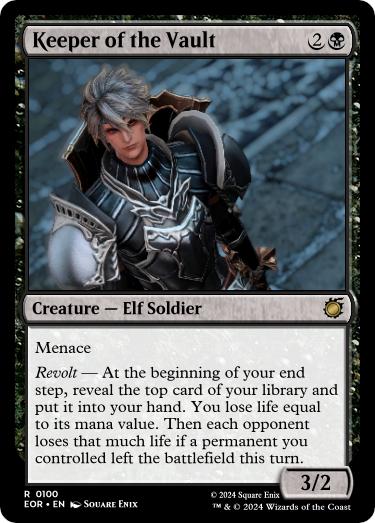 Keeper of the Vault 2
Creature — Elf Soldier
Menace
Revolt — At the beginning of your end
step, reveal the top card of your library and
put it into your hand. You lose life equal
to its mana value. Then each opponent
loses that much life if a permanent you
controlled left the battlefield this turn.
3/2
R 0100
EOR • EN Square Enix
© 2024 Square Enix
™ & © 2024 Wizards of the Coast